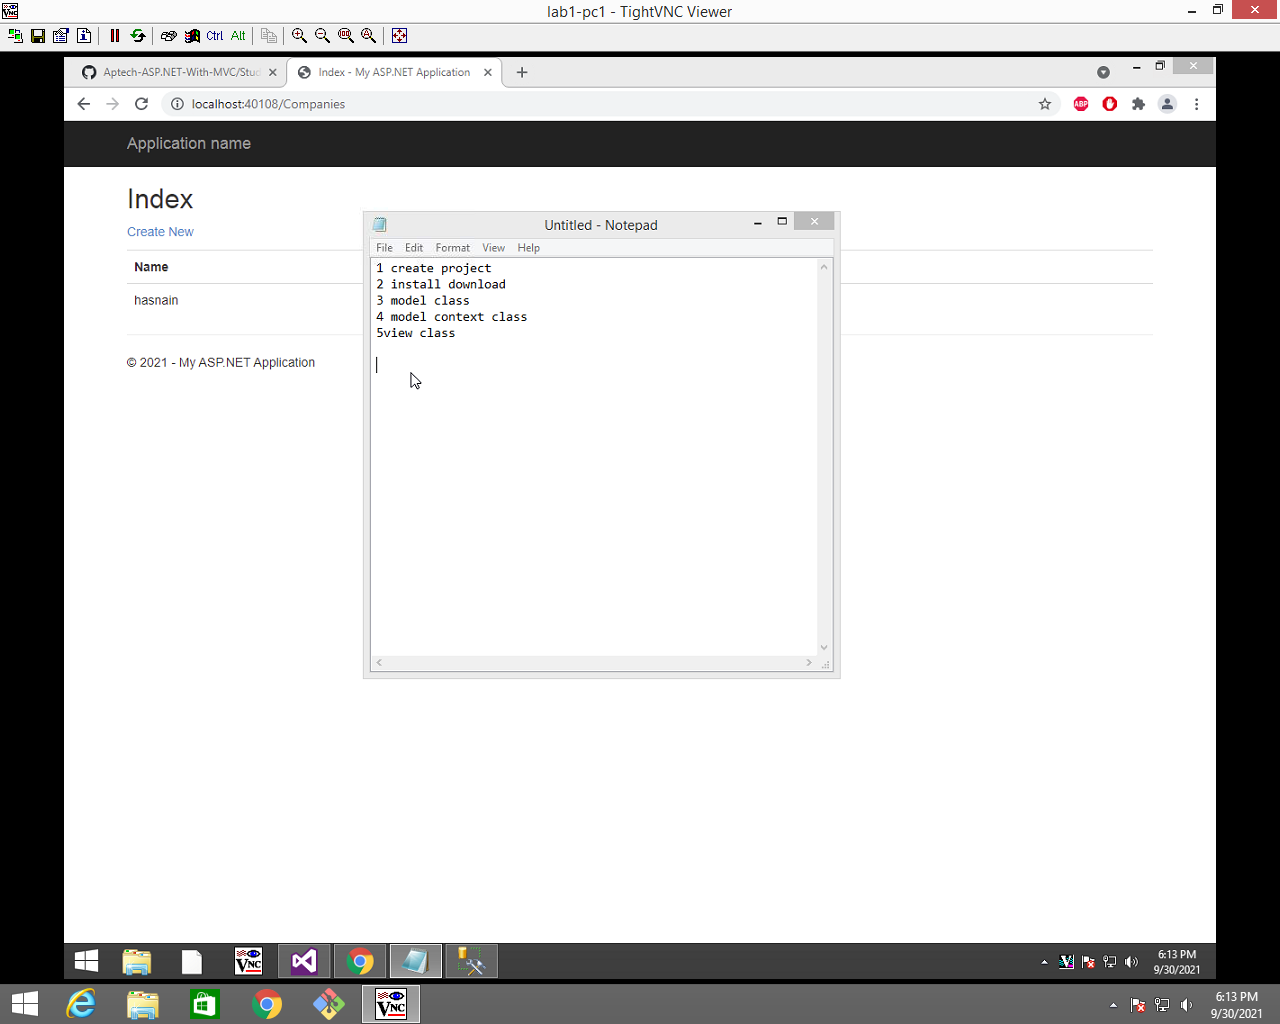 lab1-pc1 - TightVNC Viewer
Ctrl Alt
Aptech-ASP.NET-With-MVC/Stud
Index - My ASP.NET Application
localhost:40108/Companies
ABP
Application name
Index
Create New
Name
hasnain
© 2021 - My ASP.NET Application
Untitled - Notepad
File Edit Format View Help
1 create project
2 install download
3 model class
4 model context class
5view class
VNC
6:13 PM
9/30/2021
VNC
6:13 PM
9/30/2021